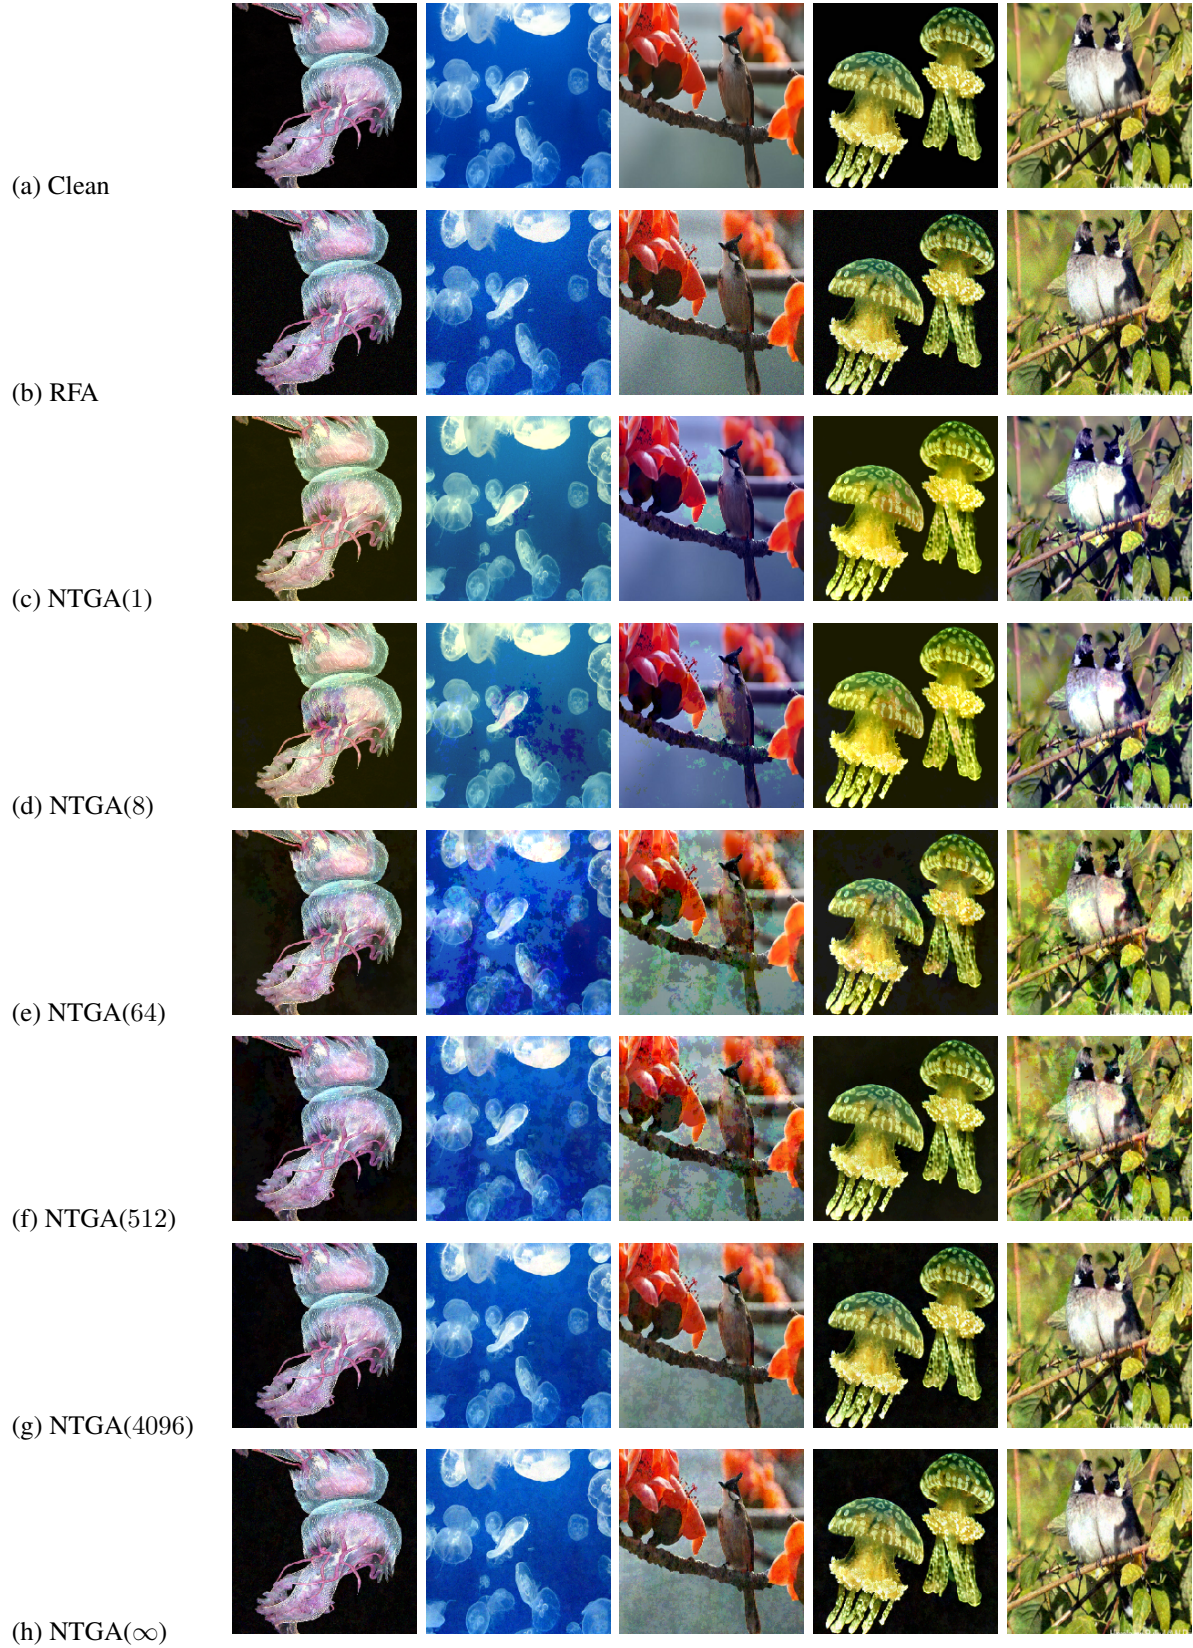 (a) Clean
(b) RFA
(c) NTGA(1)
(d) NTGA(8)
(e) NTGA(64)
(f) NTGA(512)
(g) NTGA(4096)
(h) NTGA(∞)